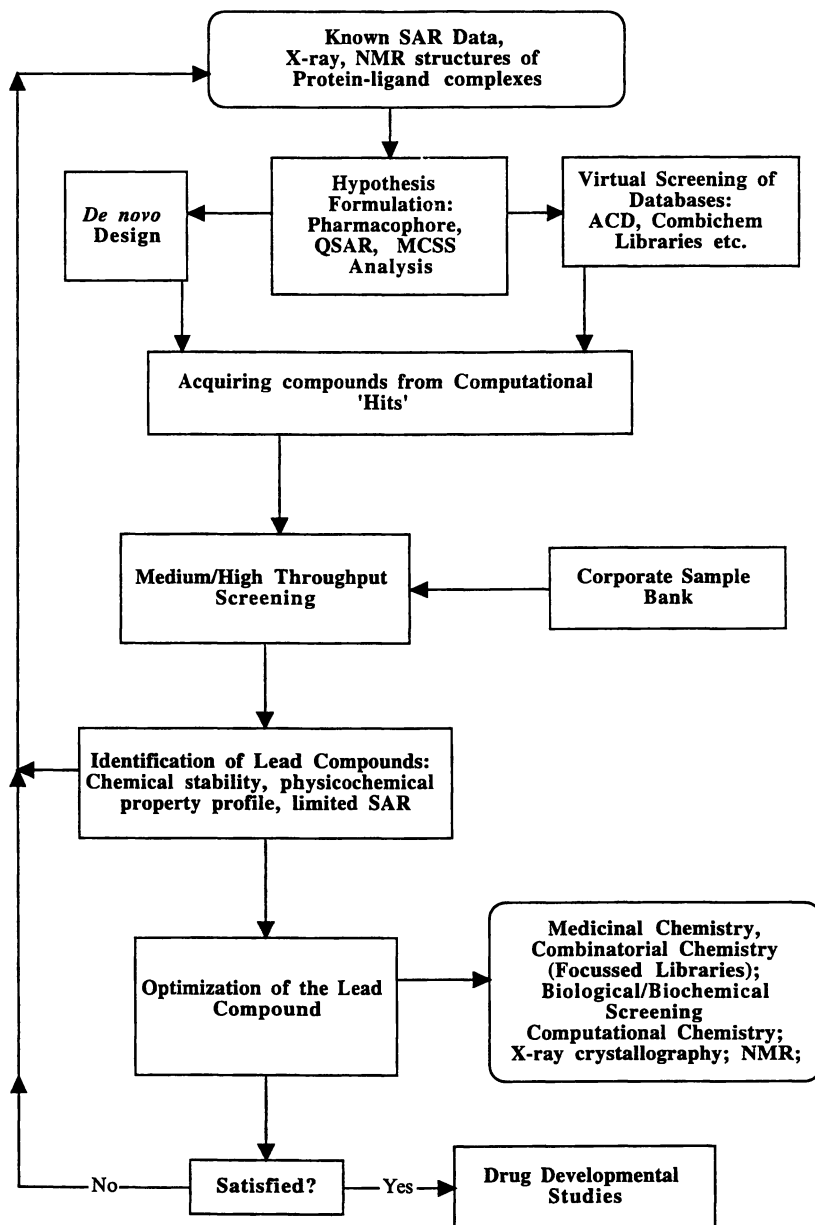 Known SAR Data,
X-ray, NMR structures of
Protein-ligand complexes
De novo
Design
Hypothesis
Formulation:
Pharmacophore,
QSAR, MCSS
Analysis
Virtual Screening of
Databases:
ACD, Combichem
Libraries etc.
Acquiring compounds from Computational
'Hits'
Medium/High Throughput
Screening
Corporate Sample
Bank
Identification of Lead Compounds:
Chemical stability, physicochemical
property profile, limited SAR
Optimization of the Lead
Compound
Medicinal Chemistry,
Combinatorial Chemistry
(Focussed Libraries);
Biological/Biochemical
Screening
Computational Chemistry;
X-ray crystallography; NMR;
No
Satisfied?
Yes
Drug Developmental
Studies